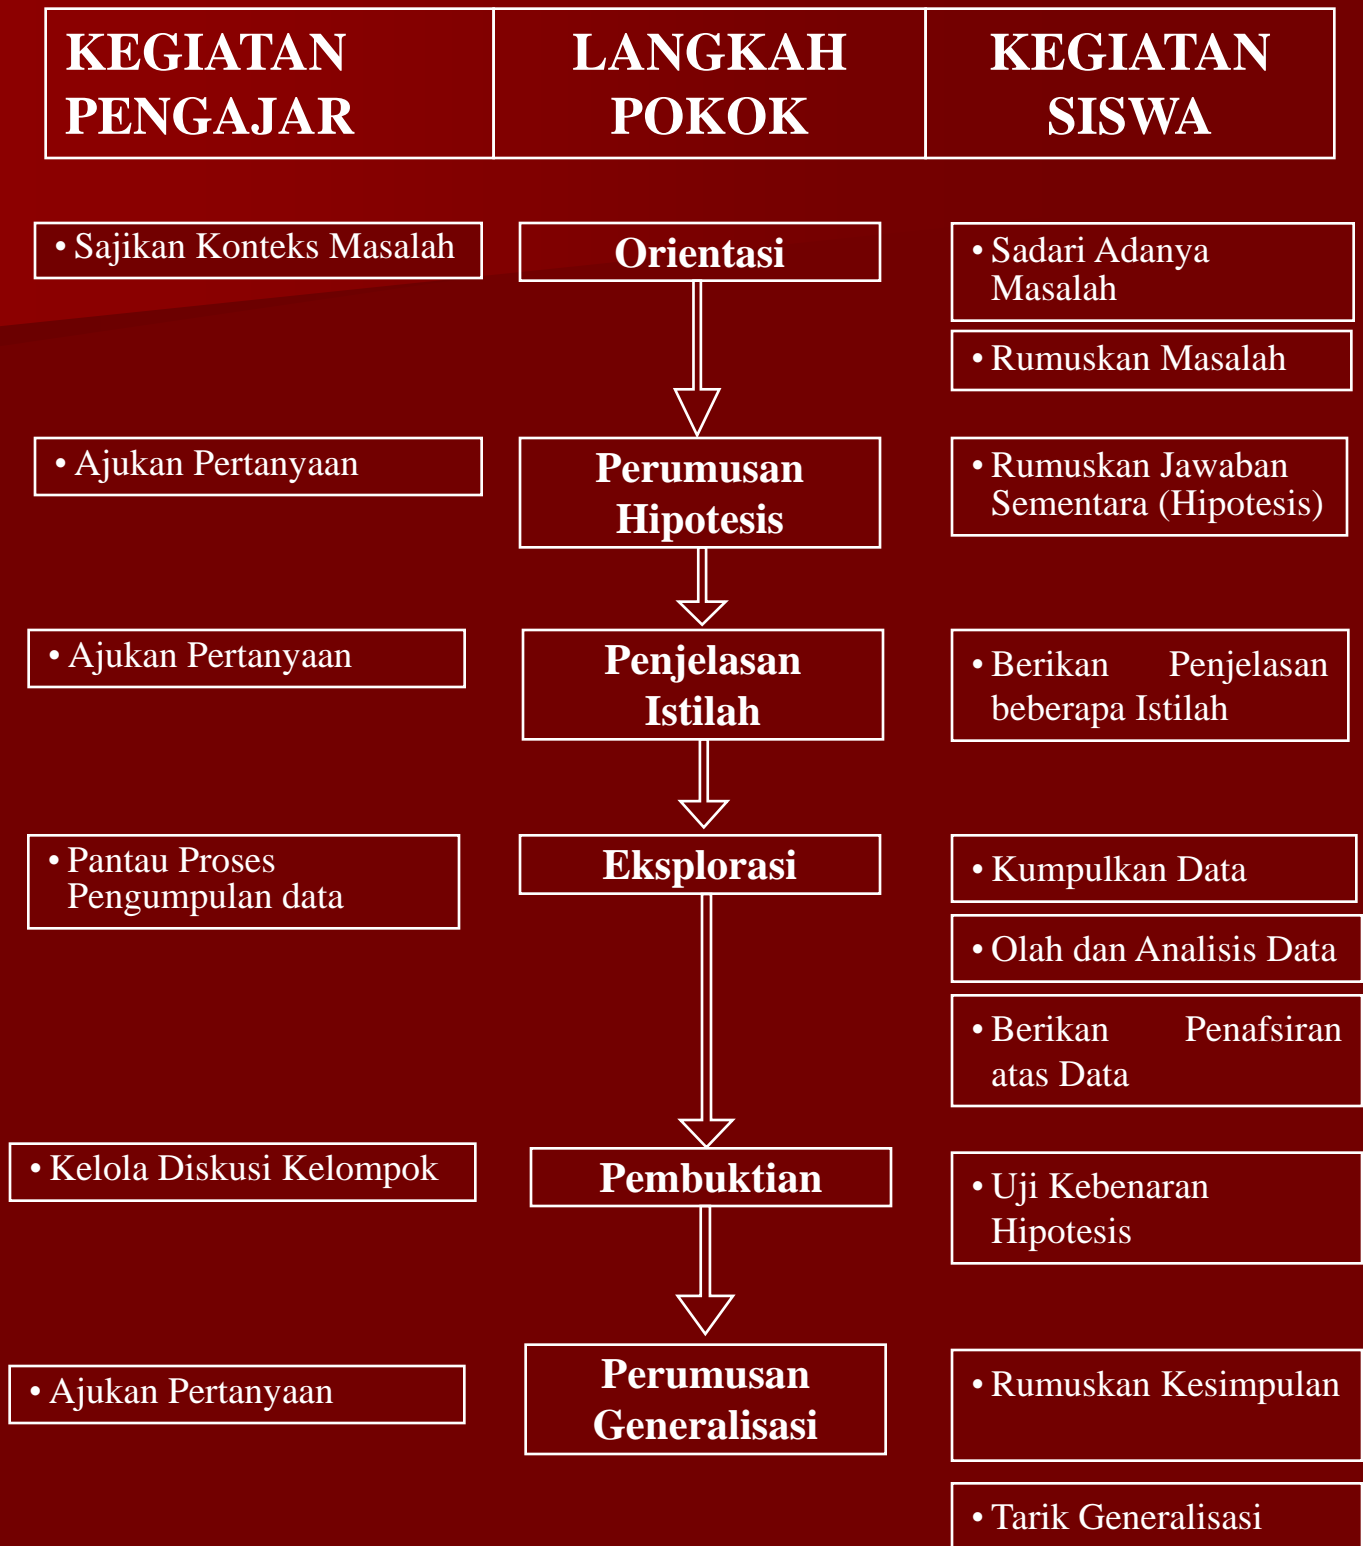 KEGIATAN
PENGAJAR
LANGKAH
POKOK
KEGIATAN
SISWA
• Sajikan Konteks Masalah
Orientasi
• Sadari Adanya
Masalah
• Rumuskan Masalah
• Ajukan Pertanyaan
Perumusan
Hipotesis
• Rumuskan Jawaban
Sementara (Hipotesis)
• Ajukan Pertanyaan
Penjelasan
Istilah
• Berikan Penjelasan
beberapa Istilah
• Pantau Proses
Pengumpulan data
Eksplorasi
• Kumpulkan Data
• Olah dan Analisis Data
• Berikan Penafsiran
atas Data
• Kelola Diskusi Kelompok
Pembuktian
• Uji Kebenaran
Hipotesis
• Ajukan Pertanyaan
Perumusan
Generalisasi
• Rumuskan Kesimpulan
• Tarik Generalisasi